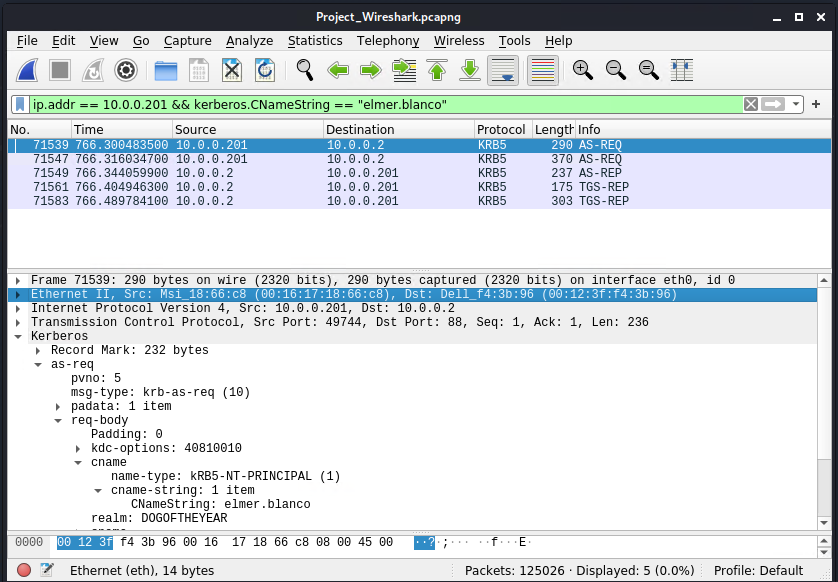 Project_Wireshark.pcapng
File Edit View Go Capture Analyze Statistics Telephony Wireless Tools Help
ip.addr == 10.0.0.201 && kerberos.CNameString == "elmer.blanco"
No. Time Source Destination Protocol Length Info
71539 766.300483500 10.0.0.201 10.0.0.2 KRB5 290 AS-REQ
71547 766.316034700 10.0.0.201 10.0.0.2 KRB5 370 AS-REQ
71549 766.344059900 10.0.0.2 10.0.0.201 KRB5 237 AS-REP
71561 766.404946300 10.0.0.2 10.0.0.201 KRB5 175 TGS-REP
71583 766.489784100 10.0.0.2 10.0.0.201 KRB5 303 TGS-REP
Frame 71539: 290 bytes on wire (2320 bits), 290 bytes captured (2320 bits) on interface eth0, id 0
Ethernet II, Src: Msi_18:66:c8 (00:16:17:18:66:c8), Dst: Dell_f4:3b:96 (00:12:3f:f4:3b:96)
Internet Protocol Version 4, Src: 10.0.0.201, Dst: 10.0.0.2
Transmission Control Protocol, Src Port: 49744, Dst Port: 88, Seq: 1, Ack: 1, Len: 236
Kerberos
Record Mark: 232 bytes
as-req
pvno: 5
msg-type: krb-as-req (10)
padata: 1 item
req-body
Padding: 0
kdc-options: 40810010
cname
name-type: kRB5-NT-PRINCIPAL (1)
cname-string: 1 item
CNameString: elmer.blanco
realm: DOGOFTHEYEAR
0000 00 12 3f f4 3b 96 00 16 17 18 66 c8 08 00 45 00 ··?·;··· ··f···E·
Ethernet (eth), 14 bytes
Packets: 125026 · Displayed: 5 (0.0%)
Profile: Default